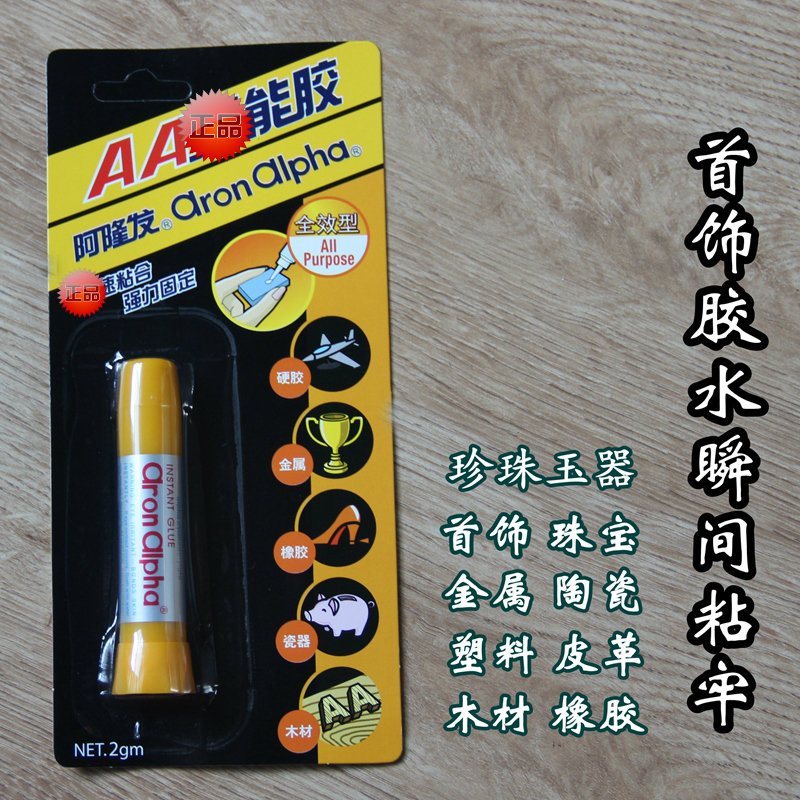 AA能胶
正品
阿隆发® aron alpha®
全效型
All
Purpose
正品
速粘合
强力固定
硬胶
金属
橡胶
瓷器
木材
INSTANT GLUE
aron alpha®
NET.2gm
首饰胶水瞬间粘牢
珍珠玉器
首饰 珠宝
金属 陶瓷
塑料 皮革
木材 橡胶